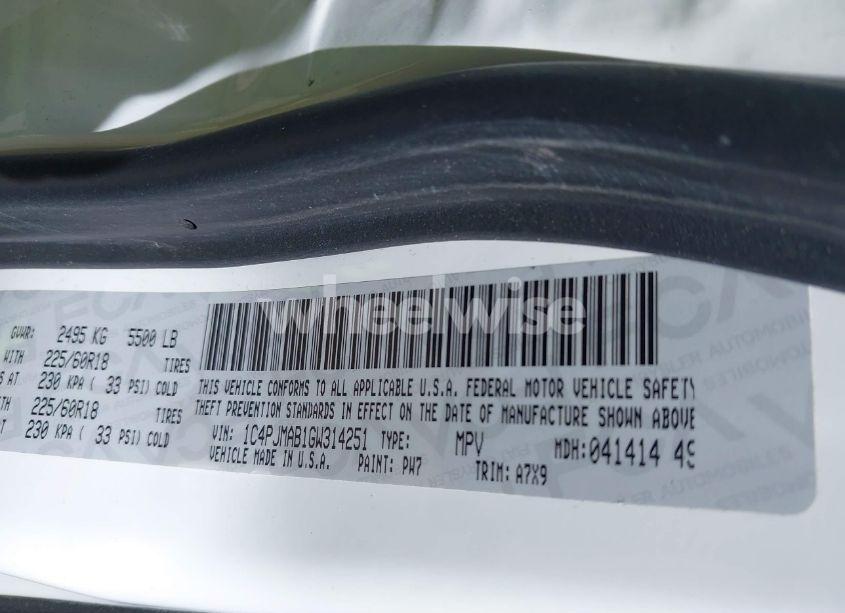 wheelwise
GVWR: 2495 KG 5500 LB
WITH 225/60R18 TIRES
S AT 230 KPA ( 33 PSI) COLD
ITH 225/60R18 TIRES
T 230 KPA ( 33 PSI) COLD
THIS VEHICLE CONFORMS TO ALL APPLICABLE U.S.A. FEDERAL MOTOR VEHICLE SAFETY
THEFT PREVENTION STANDARDS IN EFFECT ON THE DATE OF MANUFACTURE SHOWN ABOVE
VIN: 1C4PJMAB1GW314251 TYPE: MPV MDH: 041414 49
VEHICLE MADE IN U.S.A. PAINT: PW7 TRIM: A7X9